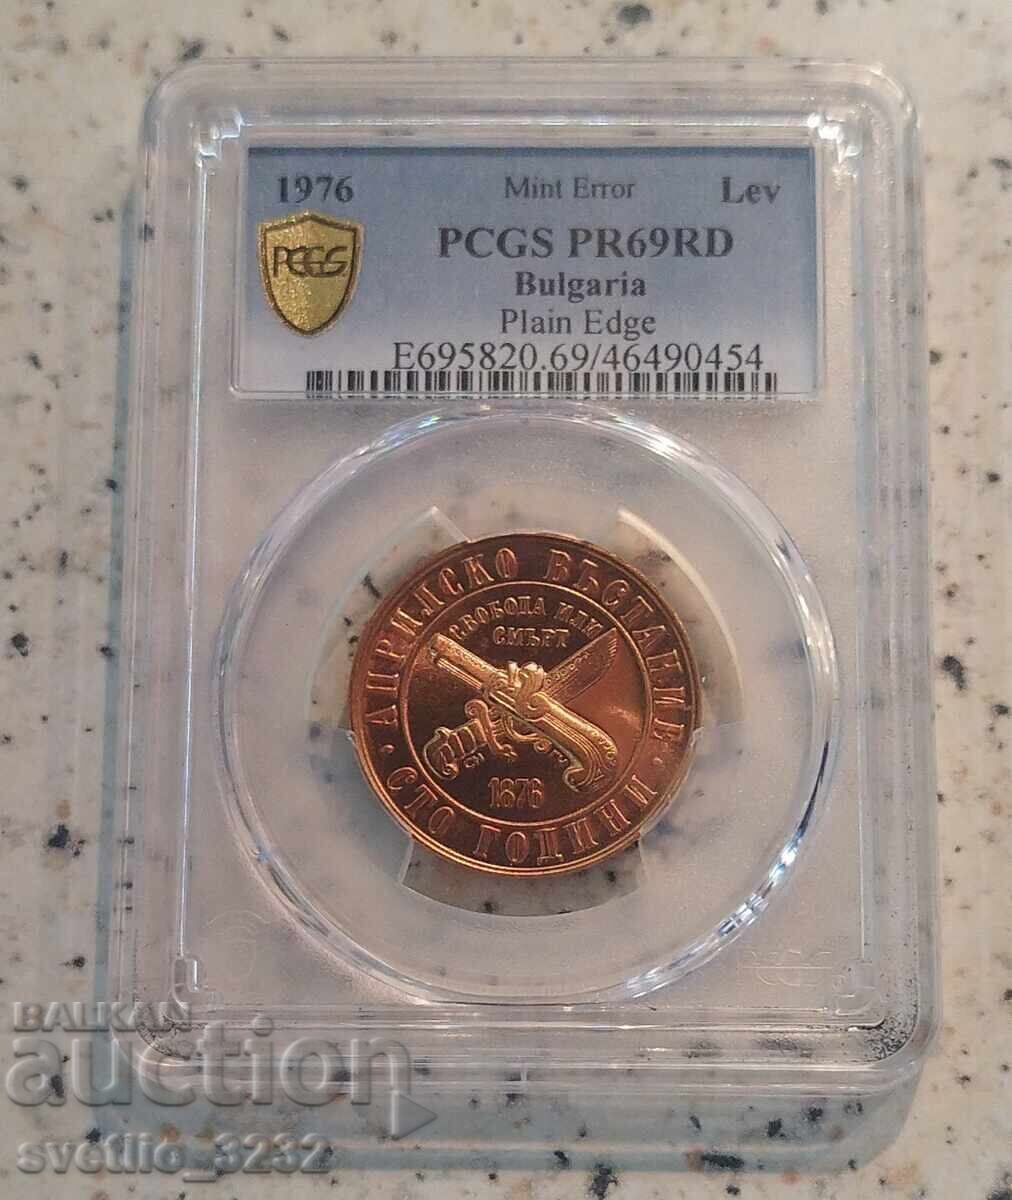 1976 Mint Error Lev
PCGS
PCGS PR69RD
Bulgaria
Plain Edge
E695820.69/46490454
АПРИЛСКО ВЪСТАНИЕ
СВОБОДА ИЛИ
СМЪРТ
1876
· СТО ГОДИНИ ·
BALKAN
auction
svetlio_3232